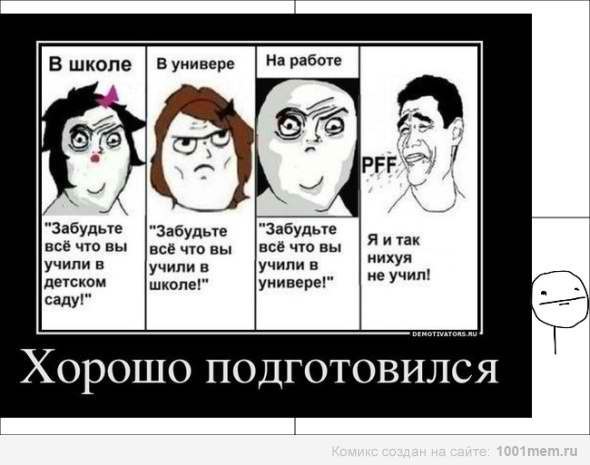 В школе
"Забудьте
всё что вы
учили в
детском
саду!"
В универе
"Забудьте
всё что вы
учили в
школе!"
На работе
"Забудьте
всё что вы
учили в
универе!"
PFF
Я и так
нихуя
не учил!
DEMOTIVATORS.RU
Хорошо подготовился
Комикс создан на сайте: 1001mem.ru